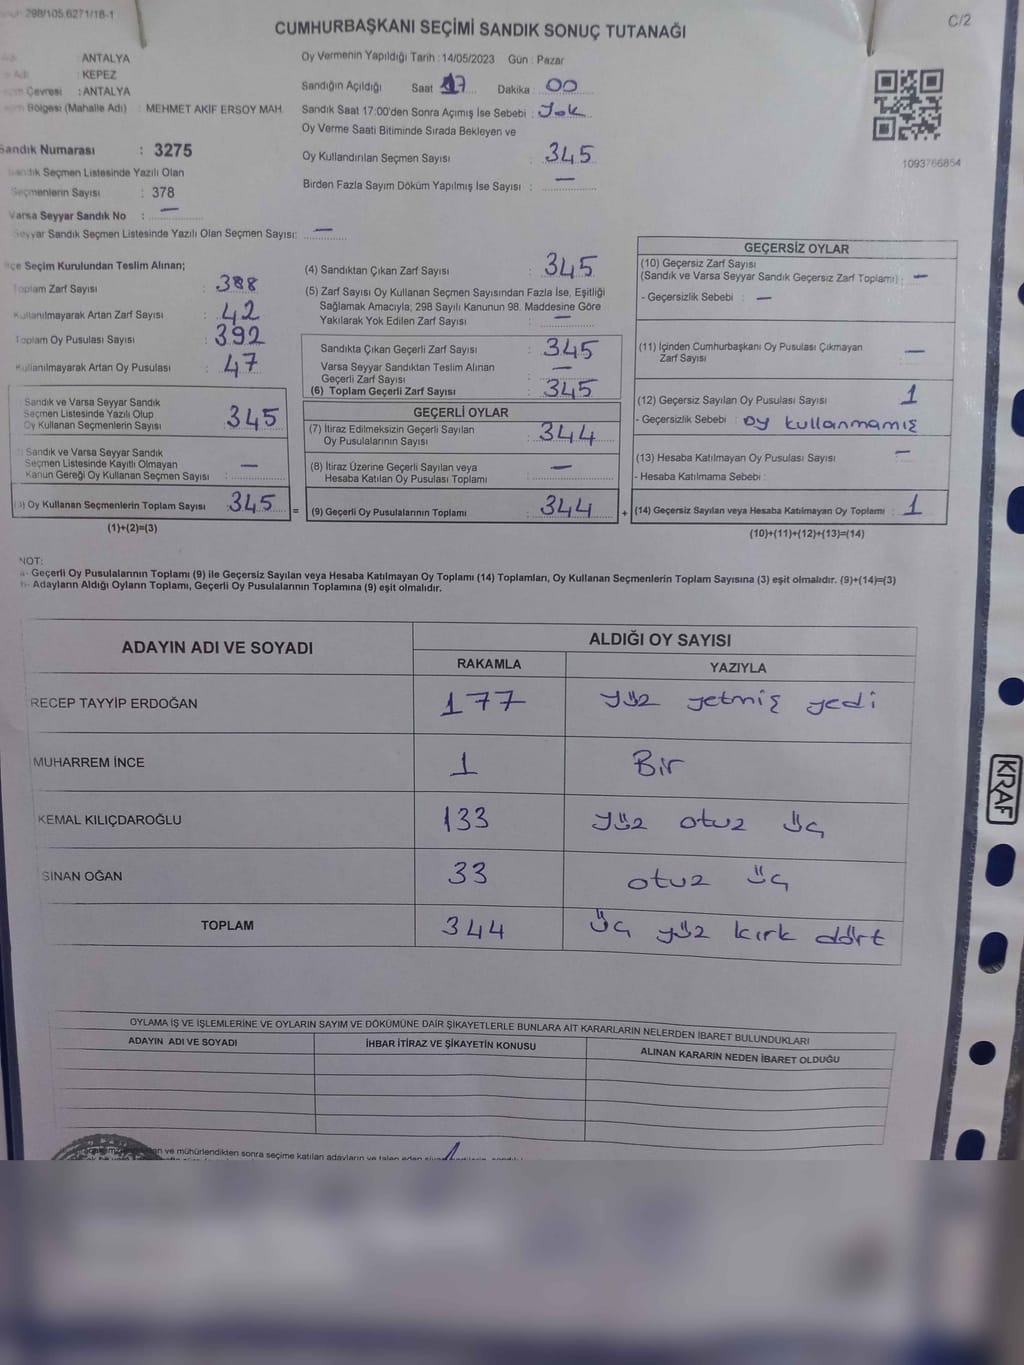 298/105.6271/18-1
C/2
CUMHURBAŞKANI SEÇİMİ SANDIK SONUÇ TUTANAĞI
: ANTALYA
Adı : KEPEZ
Çevresi : ANTALYA
Bölgesi (Mahalle Adı) : MEHMET AKİF ERSOY MAH.
Sandık Numarası : 3275
Sandık Seçmen Listesinde Yazılı Olan
Seçmenlerin Sayısı : 378
Varsa Seyyar Sandık No : —
Seyyar Sandık Seçmen Listesinde Yazılı Olan Seçmen Sayısı: —
Oy Vermenin Yapıldığı Tarih : 14/05/2023 Gün : Pazar
Sandığın Açıldığı Saat 17 Dakika : 00
Sandık Saat 17:00'den Sonra Açımış İse Sebebi : Yok
Oy Verme Saati Bitiminde Sırada Bekleyen ve
Oy Kullandırılan Seçmen Sayısı : 345
Birden Fazla Sayım Döküm Yapılmış İse Sayısı : —
1093766854
İlçe Seçim Kurulundan Teslim Alınan;
Toplam Zarf Sayısı : 388
Kullanılmayarak Artan Zarf Sayısı : 42
Toplam Oy Pusulası Sayısı : 392
Kullanılmayarak Artan Oy Pusulası : 47
Sandık ve Varsa Seyyar Sandık
Seçmen Listesinde Yazılı Olup
Oy Kullanan Seçmenlerin Sayısı : 345
Sandık ve Varsa Seyyar Sandık
Seçmen Listesinde Kayıtlı Olmayan
Kanun Gereği Oy Kullanan Seçmen Sayısı : —
(3) Oy Kullanan Seçmenlerin Toplam Sayısı : 345 =
(1)+(2)=(3)
(4) Sandıktan Çıkan Zarf Sayısı : 345
(5) Zarf Sayısı Oy Kullanan Seçmen Sayısından Fazla İse, Eşitliği
Sağlamak Amacıyla, 298 Sayılı Kanunun 98. Maddesine Göre
Yakılarak Yok Edilen Zarf Sayısı : —
Sandıkta Çıkan Geçerli Zarf Sayısı : 345
Varsa Seyyar Sandıktan Teslim Alınan
Geçerli Zarf Sayısı : —
(6) Toplam Geçerli Zarf Sayısı : 345
GEÇERLİ OYLAR
(7) İtiraz Edilmeksizin Geçerli Sayılan
Oy Pusulalarının Sayısı : 344
(8) İtiraz Üzerine Geçerli Sayılan veya
Hesaba Katılan Oy Pusulası Toplamı : —
(9) Geçerli Oy Pusulalarının Toplamı : 344 +
GEÇERSİZ OYLAR
(10) Geçersiz Zarf Sayısı
(Sandık ve Varsa Seyyar Sandık Geçersiz Zarf Toplamı) : —
- Geçersizlik Sebebi : —
(11) İçinden Cumhurbaşkanı Oy Pusulası Çıkmayan
Zarf Sayısı —
(12) Geçersiz Sayılan Oy Pusulası Sayısı : 1
- Geçersizlik Sebebi : oy kullanmamış
(13) Hesaba Katılmayan Oy Pusulası Sayısı : —
- Hesaba Katılmama Sebebi :
(14) Geçersiz Sayılan veya Hesaba Katılmayan Oy Toplamı : 1
(10)+(11)+(12)+(13)=(14)
NOT:
a- Geçerli Oy Pusulalarının Toplamı (9) ile Geçersiz Sayılan veya Hesaba Katılmayan Oy Toplamı (14) Toplamları, Oy Kullanan Seçmenlerin Toplam Sayısına (3) eşit olmalıdır. (9)+(14)=(3)
b- Adayların Aldığı Oyların Toplamı, Geçerli Oy Pusulalarının Toplamına (9) eşit olmalıdır.
ADAYIN ADI VE SOYADI
ALDIĞI OY SAYISI
RAKAMLA YAZIYLA
RECEP TAYYİP ERDOĞAN 177 yüz yetmiş yedi
MUHARREM İNCE 1 Bir
KEMAL KILIÇDAROĞLU 133 yüz otuz üç
SİNAN OĞAN 33 otuz üç
TOPLAM 344 üç yüz kırk dört
KRAF
OYLAMA İŞ VE İŞLEMLERİNE VE OYLARIN SAYIM VE DÖKÜMÜNE DAİR ŞİKAYETLERLE BUNLARA AİT KARARLARIN NELERDEN İBARET BULUNDUKLARI
ADAYIN ADI VE SOYADI İHBAR İTİRAZ VE ŞİKAYETİN KONUSU ALINAN KARARIN NEDEN İBARET OLDUĞU
ve mühürlendikten sonra seçime katılan adayların ve talep eden